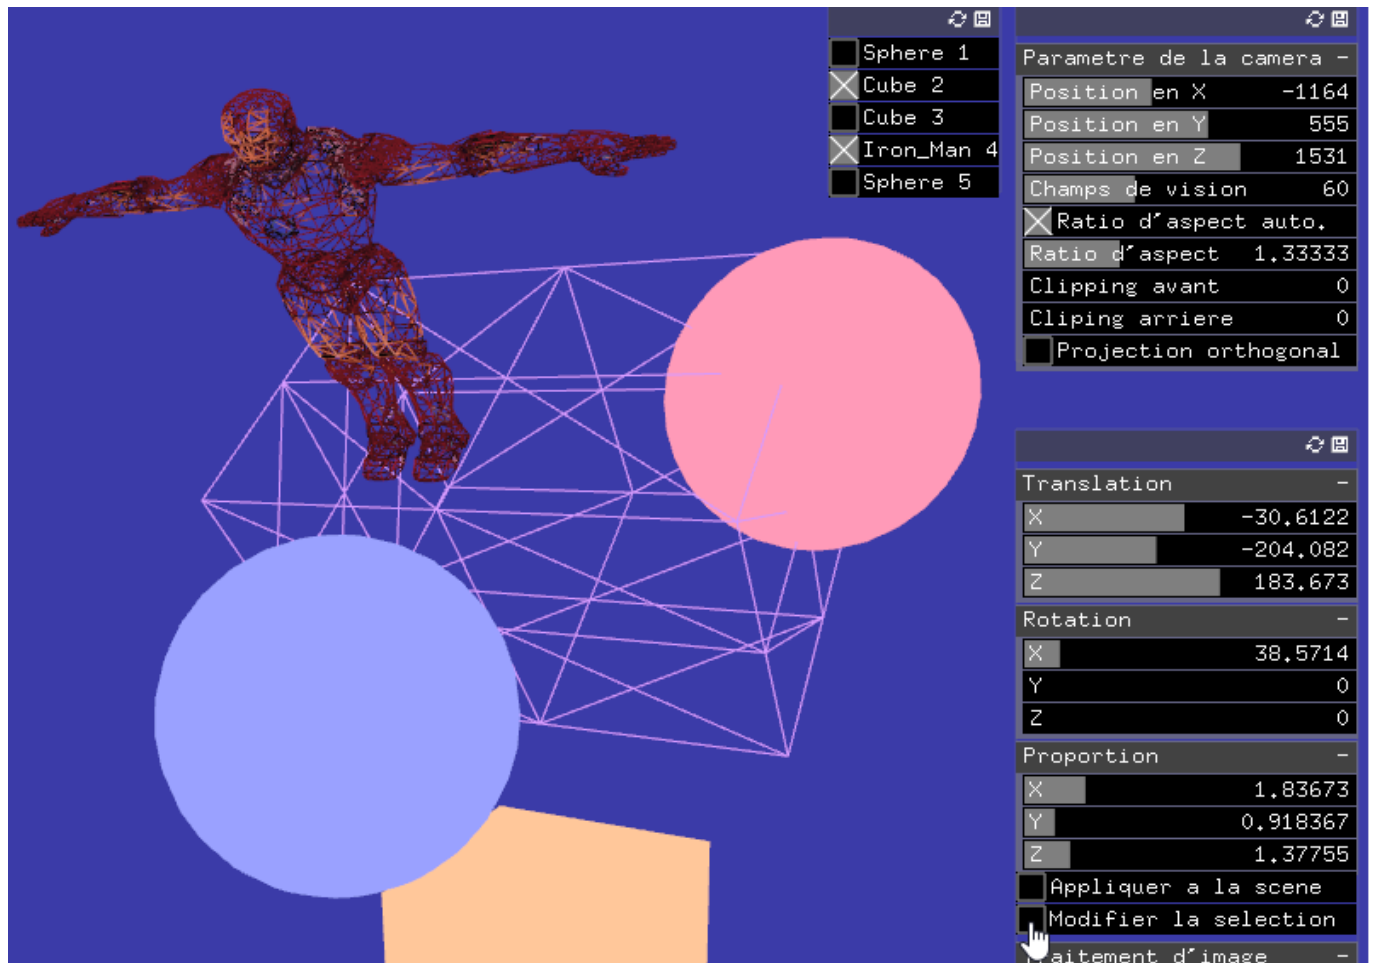 Sphere 1
Cube 2
Cube 3
Iron_Man 4
Sphere 5
Parametre de la camera -
Position en X -1164
Position en Y 555
Position en Z 1531
Champs de vision 60
Ratio d'aspect auto.
Ratio d'aspect 1.33333
Clipping avant 0
Cliping arriere 0
Projection orthogonal
Translation -
X -30.6122
Y -204.082
Z 183.673
Rotation -
X 38.5714
Y 0
Z 0
Proportion -
X 1.83673
Y 0.918367
Z 1.37755
Appliquer a la scene
Modifier la selection
Traitement d'image -